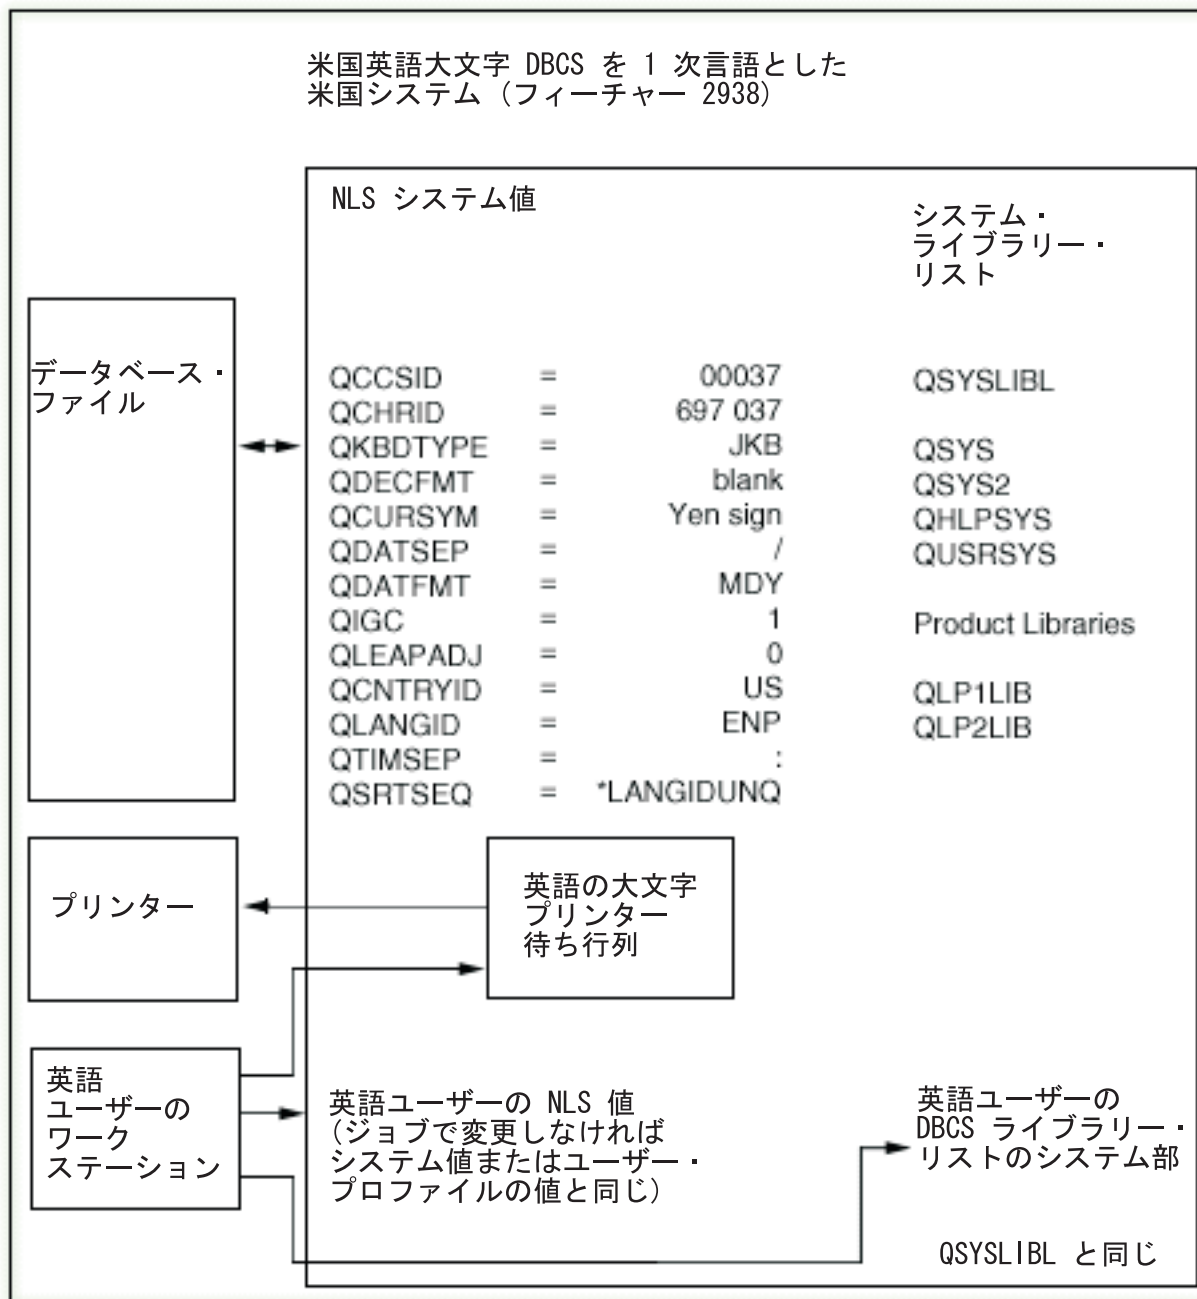 米国英語大文字 DBCS を 1 次言語とした
米国システム (フィーチャー 2938)
NLS システム値
システム・
ライブラリー・
リスト
データベース・
ファイル
QCCSID = 00037 QSYSLIBL
QCHRID = 697 037
QKBDTYPE = JKB QSYS
QDECFMT = blank QSYS2
QCURSYM = Yen sign QHLPSYS
QDATSEP = / QUSRSYS
QDATFMT = MDY
QIGC = 1 Product Libraries
QLEAPADJ = 0
QCNTRYID = US QLP1LIB
QLANGID = ENP QLP2LIB
QTIMSEP = :
QSRTSEQ = *LANGIDUNQ
プリンター
英語の大文字
プリンター
待ち行列
英語
ユーザーの
ワーク
ステーション
英語ユーザーの NLS 値
(ジョブで変更しなければ
システム値またはユーザー・
プロファイルの値と同じ)
英語ユーザーの
DBCS ライブラリー・
リストのシステム部
QSYSLIBL と同じ